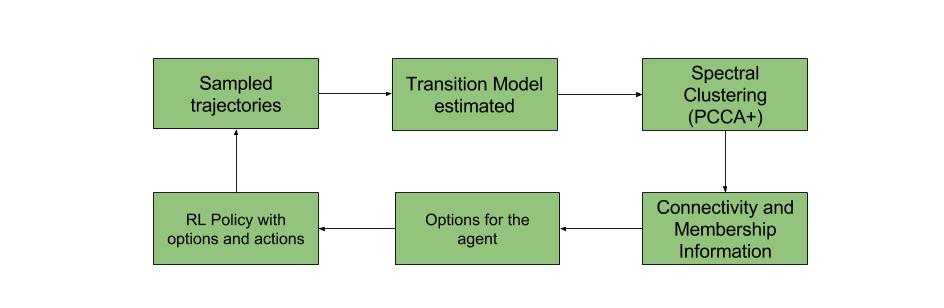 Sampled
trajectories
Transition Model
estimated
Spectral
Clustering
(PCCA+)
RL Policy with
options and actions
Options for the
agent
Connectivity and
Membership
Information